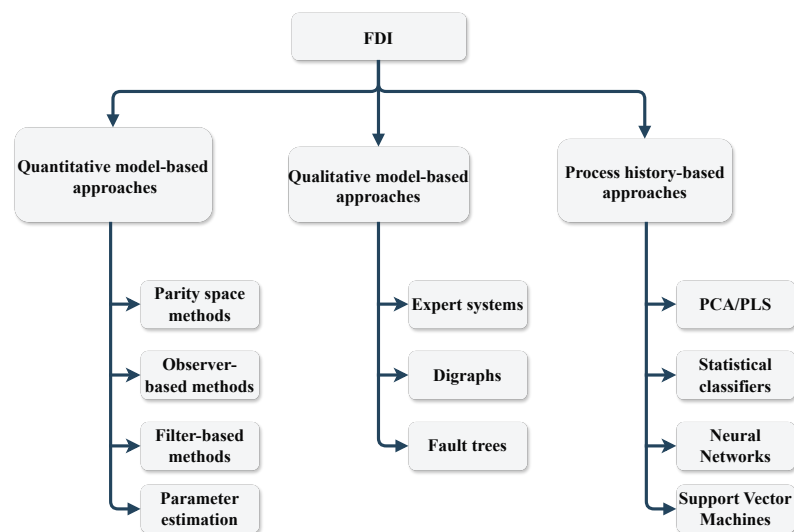 FDI
Quantitative model-based
approaches
Qualitative model-based
approaches
Process history-based
approaches
Parity space
methods
Observer-
based methods
Filter-based
methods
Parameter
estimation
Expert systems
Digraphs
Fault trees
PCA/PLS
Statistical
classifiers
Neural
Networks
Support Vector
Machines